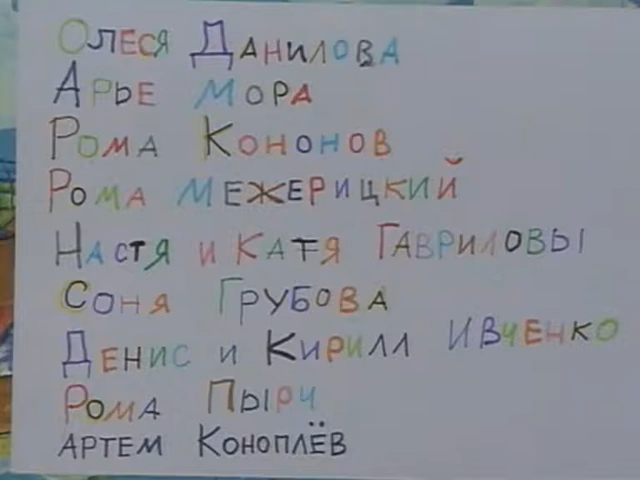 Олеся Данилова
Арье Мора
Рома Кононов
Рома Межерицкий
Настя и Катя Гавриловы
Соня Грубова
Денис и Кирилл Ивченко
Рома Пырч
Артем Коноплёв